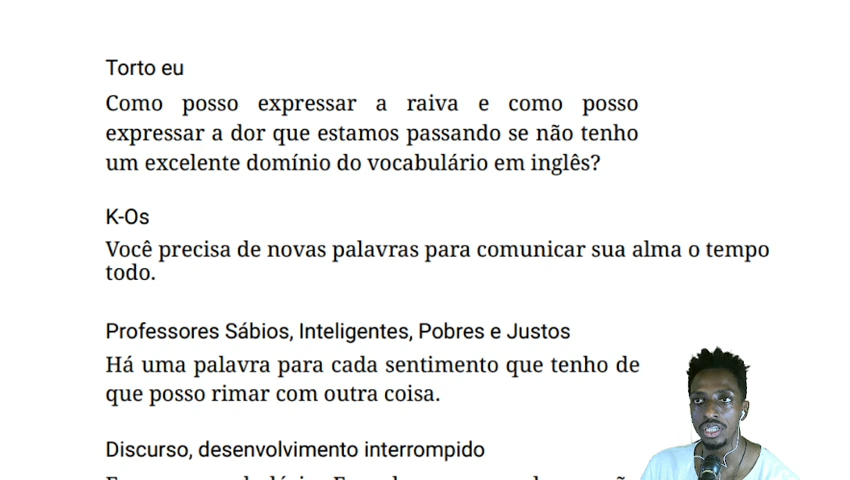 Torto eu
Como posso expressar a raiva e como posso
expressar a dor que estamos passando se não tenho
um excelente domínio do vocabulário em inglês?
K-Os
Você precisa de novas palavras para comunicar sua alma o tempo
todo.
Professores Sábios, Inteligentes, Pobres e Justos
Há uma palavra para cada sentimento que tenho de
que posso rimar com outra coisa.
Discurso, desenvolvimento interrompido